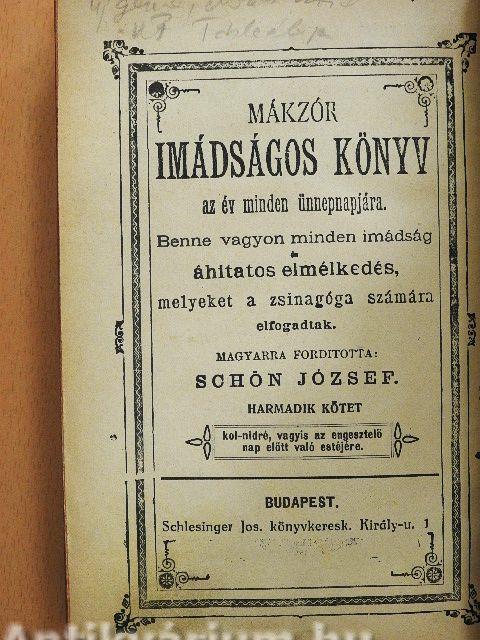 MÁKZÓR
IMÁDSÁGOS KÖNYV
az év minden ünnepnapjára.
Benne vagyon minden imádság
és
áhitatos elmélkedés,
melyeket a zsinagóga számára
elfogadtak.
MAGYARRA FORDITOTTA:
SCHÖN JÓZSEF.
HARMADIK KÖTET
kol-nidré, vagyis az engesztelő
nap előtt való estéjére.
BUDAPEST.
Schlesinger Jos. könyvkeresk. Király-u. 1